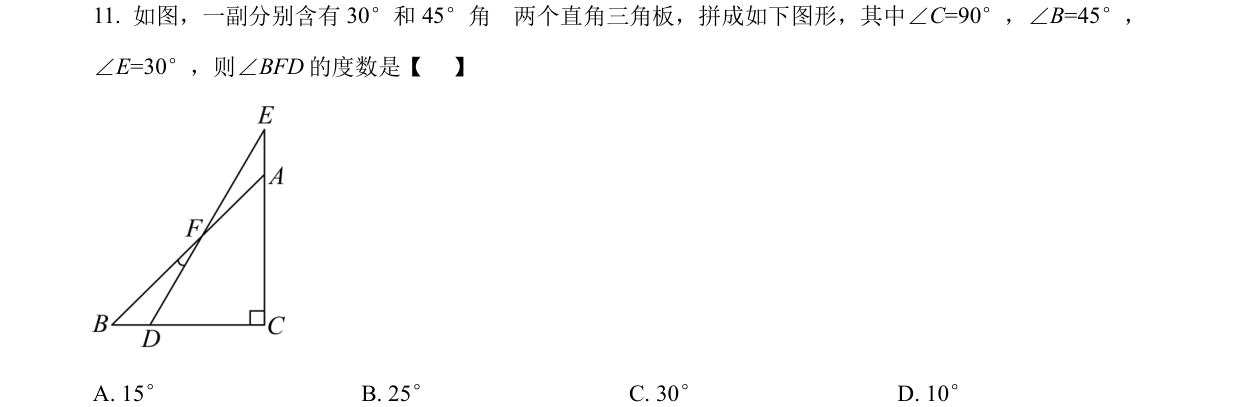 11. 如图，一副分别含有 30° 和 45° 角 两个直角三角板，拼成如下图形，其中∠C=90° ，∠B=45° ，
∠E=30° ，则∠BFD 的度数是【 】
E
A
F
B
D
C
A. 15° B. 25° C. 30° D. 10°